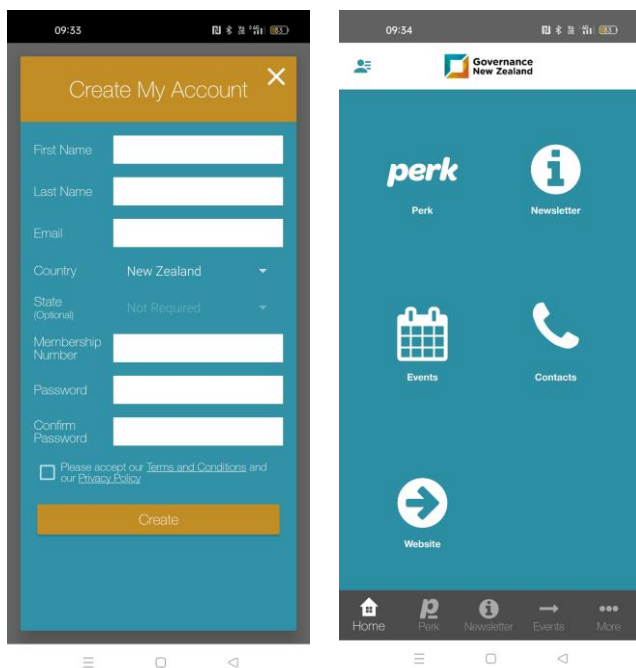 09:33
83
Create My Account
First Name
Last Name
Email
Country
New Zealand
State
(Optional)
Not Required
Membership
Number
Password
Confirm
Password
Please accept our Terms and Conditions and
our Privacy Policy
Create
09:34
Governance
New Zealand
perk
Perk
Newsletter
Events
Contacts
Website
Home
Perk
Newsletter
Events
More